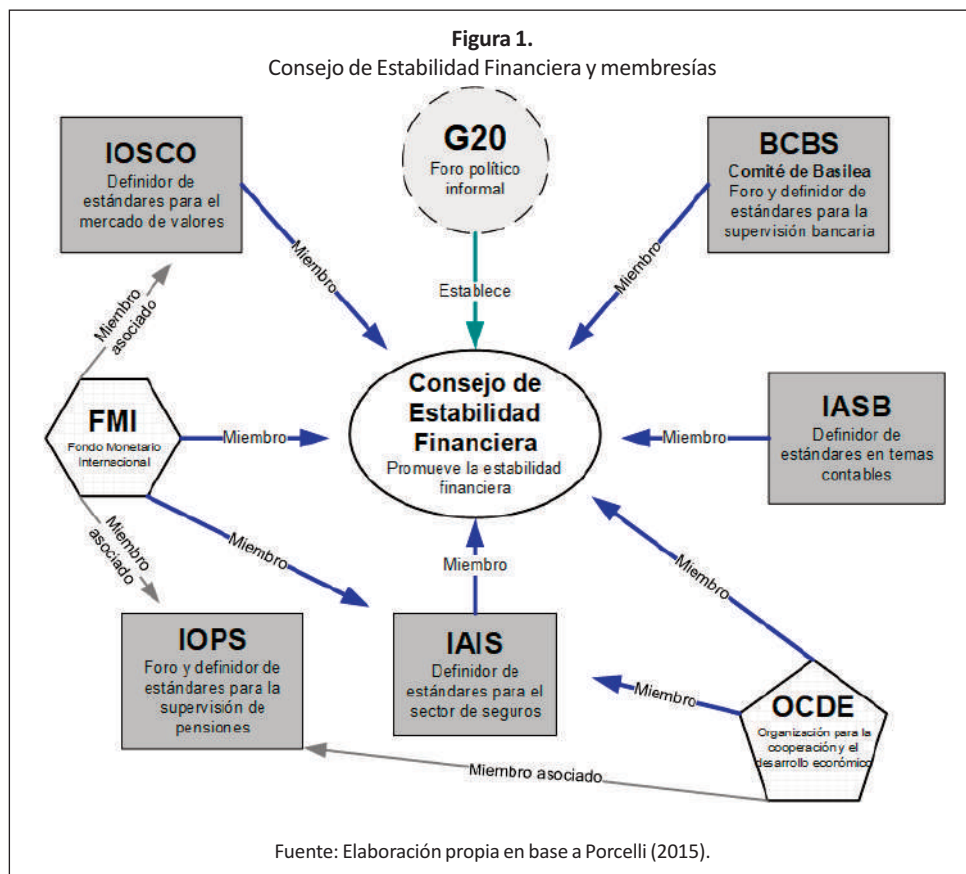 Figura 1.
Consejo de Estabilidad Financiera y membresías
IOSCO
Definidor de
estándares para el
mercado de valores
G20
Foro político
informal
BCBS
Comité de Basilea
Foro y definidor de
estándares para la
supervisión bancaria
Miembro
Establece
Miembro
Miembro
asociado
FMI
Fondo Monetario
Internacional
Miembro
Consejo de
Estabilidad
Financiera
Promueve la estabilidad
financiera
Miembro
IASB
Definidor de
estándares en temas
contables
Miembro
asociado
Miembro
Miembro
Miembro
IOPS
Foro y definidor de
estándares para la
supervisión de
pensiones
IAIS
Definidor de
estándares para el
sector de seguros
Miembro
OCDE
Organización para la
cooperación y el
desarrollo económico
Miembro asociado
Fuente: Elaboración propia en base a Porcelli (2015).